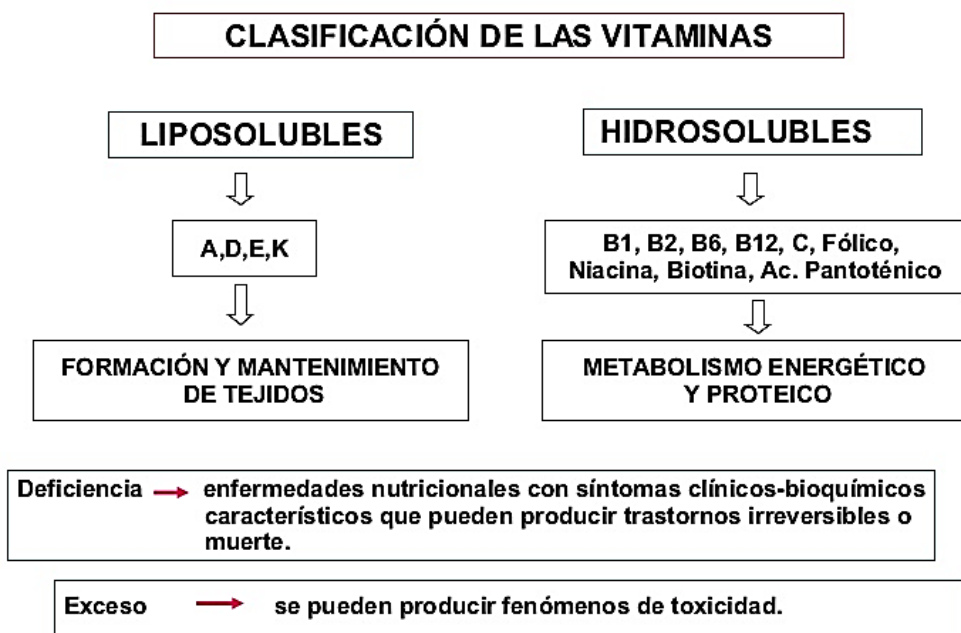 CLASIFICACIÓN DE LAS VITAMINAS
LIPOSOLUBLES
A,D,E,K
FORMACIÓN Y MANTENIMIENTO
DE TEJIDOS
HIDROSOLUBLES
B1, B2, B6, B12, C, Fólico,
Niacina, Biotina, Ac. Pantoténico
METABOLISMO ENERGÉTICO
Y PROTEICO
Deficiencia → enfermedades nutricionales con síntomas clínicos-bioquímicos
característicos que pueden producir trastornos irreversibles o
muerte.
Exceso → se pueden producir fenómenos de toxicidad.